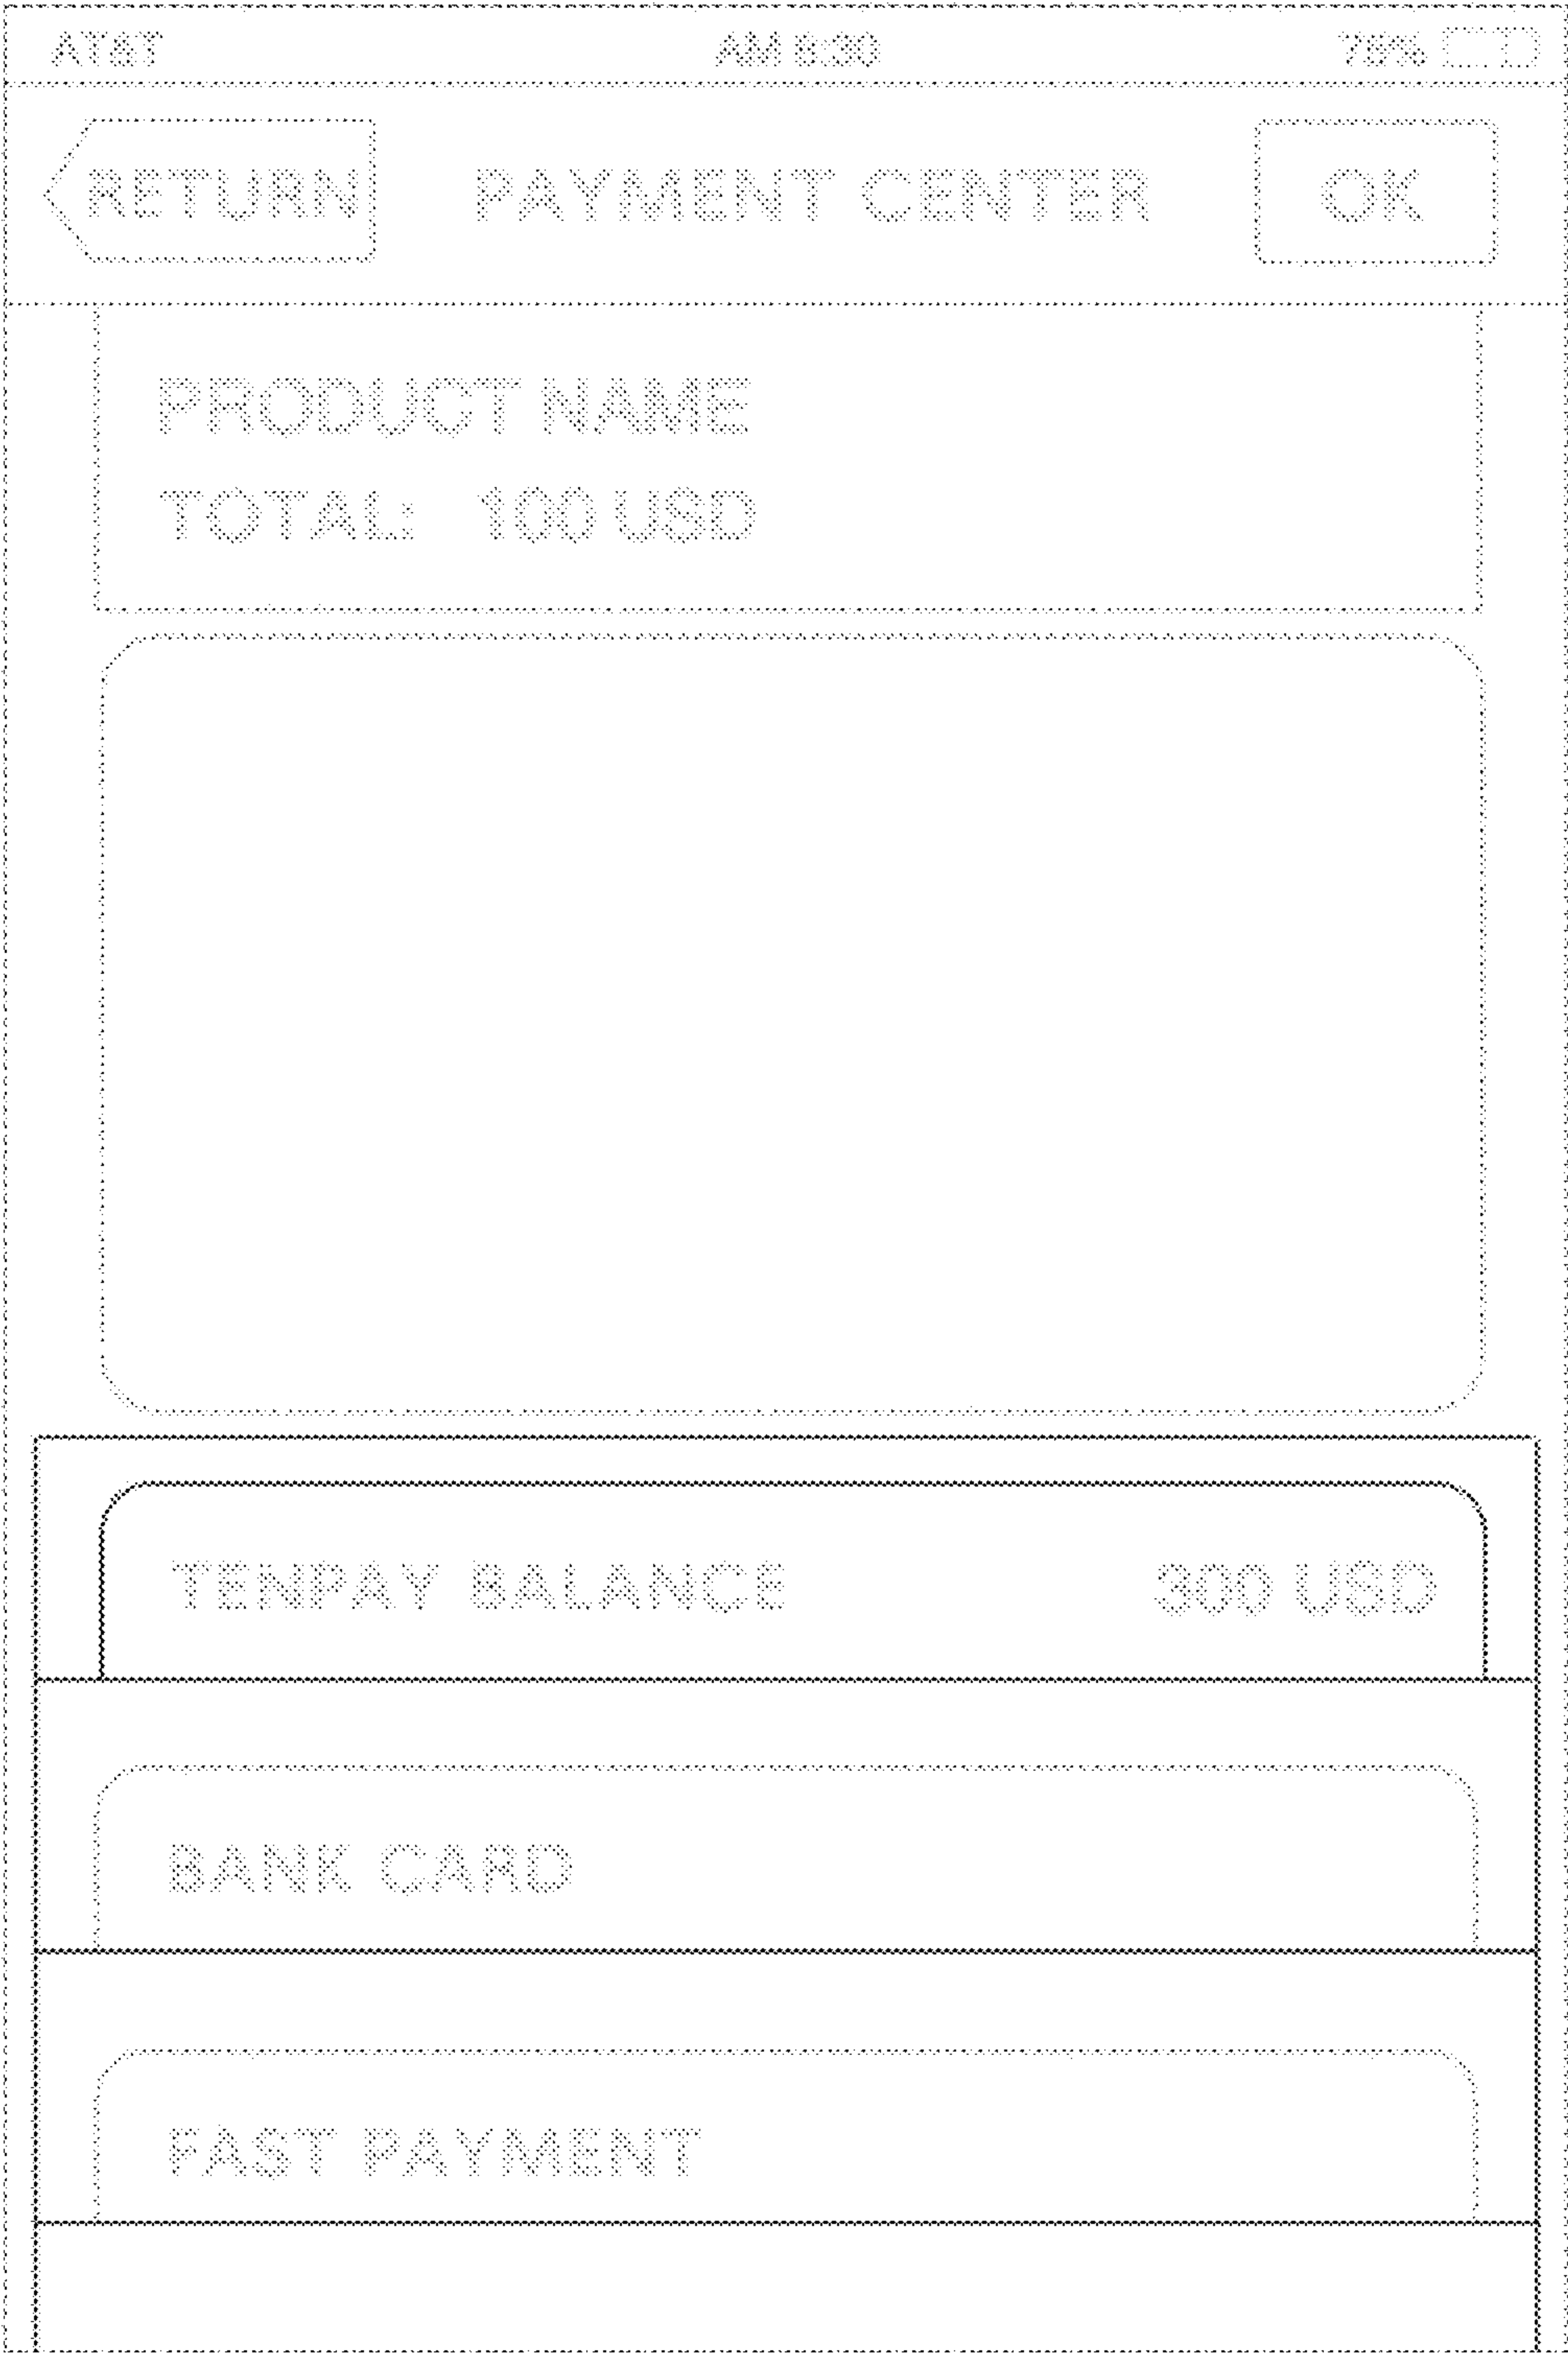 AT&T AM 8:30 78%
RETURN PAYMENT CENTER OK
PRODUCT NAME
TOTAL: 100 USD
TENPAY BALANCE 300 USD
BANK CARD
FAST PAYMENT